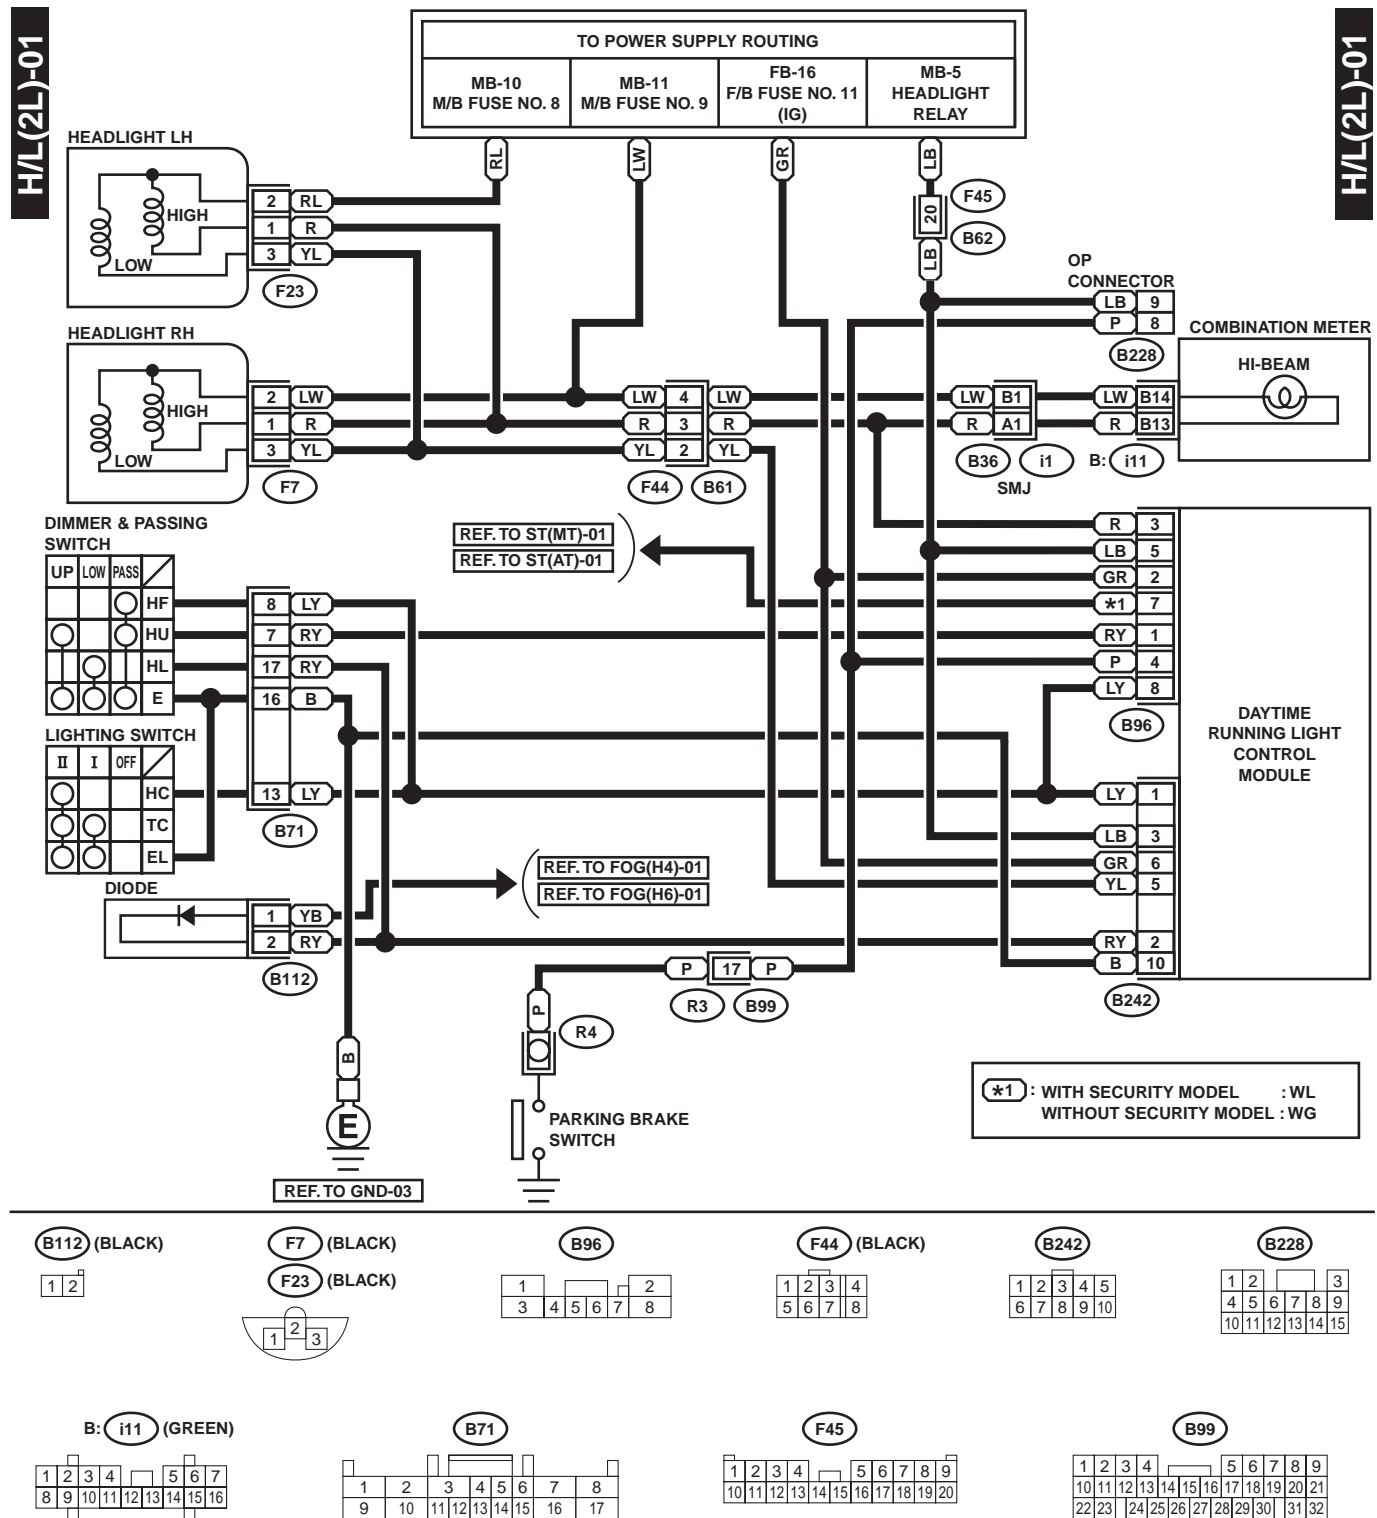 H/L(2L)-01
H/L(2L)-01
TO POWER SUPPLY ROUTING
MB-10
M/B FUSE NO. 8
MB-11
M/B FUSE NO. 9
FB-16
F/B FUSE NO. 11
(IG)
MB-5
HEADLIGHT
RELAY
RL
LW
GR
LB
20
F45
B62
LB
HEADLIGHT LH
HIGH
LOW
2 RL
1 R
3 YL
F23
OP
CONNECTOR
LB 9
P 8
B228
HEADLIGHT RH
HIGH
LOW
2 LW
1 R
3 YL
F7
LW 4 LW
R 3 R
YL 2 YL
F44 B61
LW B1
R A1
B36 i1
SMJ
COMBINATION METER
HI-BEAM
LW B14
R B13
B: i11
REF. TO ST(MT)-01
REF. TO ST(AT)-01
DIMMER & PASSING
SWITCH
UP LOW PASS
HF
HU
HL
E
8 LY
7 RY
17 RY
16 B
13 LY
B71
LIGHTING SWITCH
II I OFF
HC
TC
EL
R 3
LB 5
GR 2
*1 7
RY 1
P 4
LY 8
B96
DAYTIME
RUNNING LIGHT
CONTROL
MODULE
LY 1
LB 3
GR 6
YL 5
RY 2
B 10
B242
DIODE
1 YB
2 RY
B112
REF. TO FOG(H4)-01
REF. TO FOG(H6)-01
P 17 P
R3 B99
P
R4
PARKING BRAKE
SWITCH
B
E
REF. TO GND-03
*1 : WITH SECURITY MODEL : WL
WITHOUT SECURITY MODEL : WG
B112 (BLACK)
1 2
F7 (BLACK)
F23 (BLACK)
1 2 3
B96
1 2
3 4 5 6 7 8
F44 (BLACK)
1 2 3 4
5 6 7 8
B242
1 2 3 4 5
6 7 8 9 10
B228
1 2 3
4 5 6 7 8 9
10 11 12 13 14 15
B: i11 (GREEN)
1 2 3 4 5 6 7
8 9 10 11 12 13 14 15 16
B71
1 2 3 4 5 6 7 8
9 10 11 12 13 14 15 16 17
F45
1 2 3 4 5 6 7 8 9
10 11 12 13 14 15 16 17 18 19 20
B99
1 2 3 4 5 6 7 8 9
10 11 12 13 14 15 16 17 18 19 20 21
22 23 24 25 26 27 28 29 30 31 32